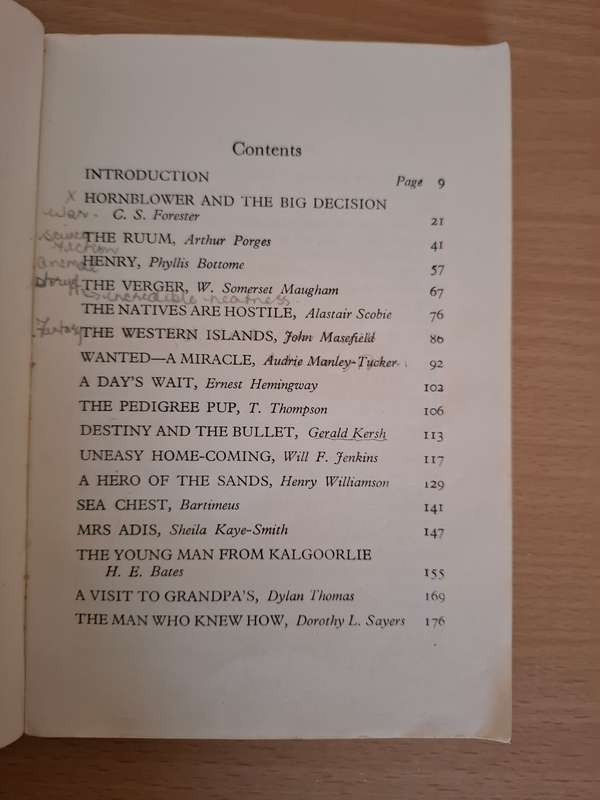 Contents
INTRODUCTION Page 9
x HORNBLOWER AND THE BIG DECISION
war. C. S. Forester 21
science THE RUUM, Arthur Porges 41
fiction
HENRY, Phyllis Bottome 57
story THE VERGER, W. Somerset Maugham 67
incredible neatness.
THE NATIVES ARE HOSTILE, Alastair Scobie 76
Fantasy THE WESTERN ISLANDS, John Masefield 86
WANTED—A MIRACLE, Audrie Manley-Tucker 92
A DAY'S WAIT, Ernest Hemingway 102
THE PEDIGREE PUP, T. Thompson 106
DESTINY AND THE BULLET, Gerald Kersh 113
UNEASY HOME-COMING, Will F. Jenkins 117
A HERO OF THE SANDS, Henry Williamson 129
SEA CHEST, Bartimeus 141
MRS ADIS, Sheila Kaye-Smith 147
THE YOUNG MAN FROM KALGOORLIE
H. E. Bates 155
A VISIT TO GRANDPA'S, Dylan Thomas 169
THE MAN WHO KNEW HOW, Dorothy L. Sayers 176